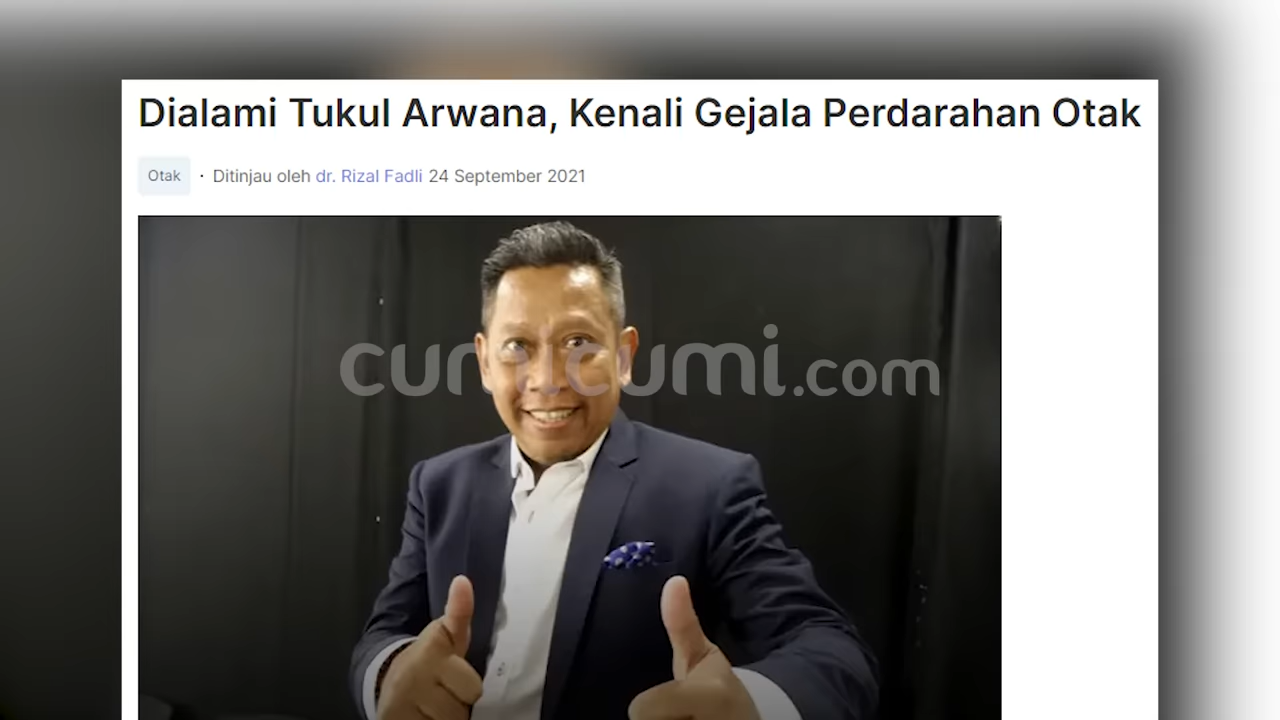 Dialami Tukul Arwana, Kenali Gejala Perdarahan Otak
Otak · Ditinjau oleh dr. Rizal Fadli 24 September 2021
cumicumi.com